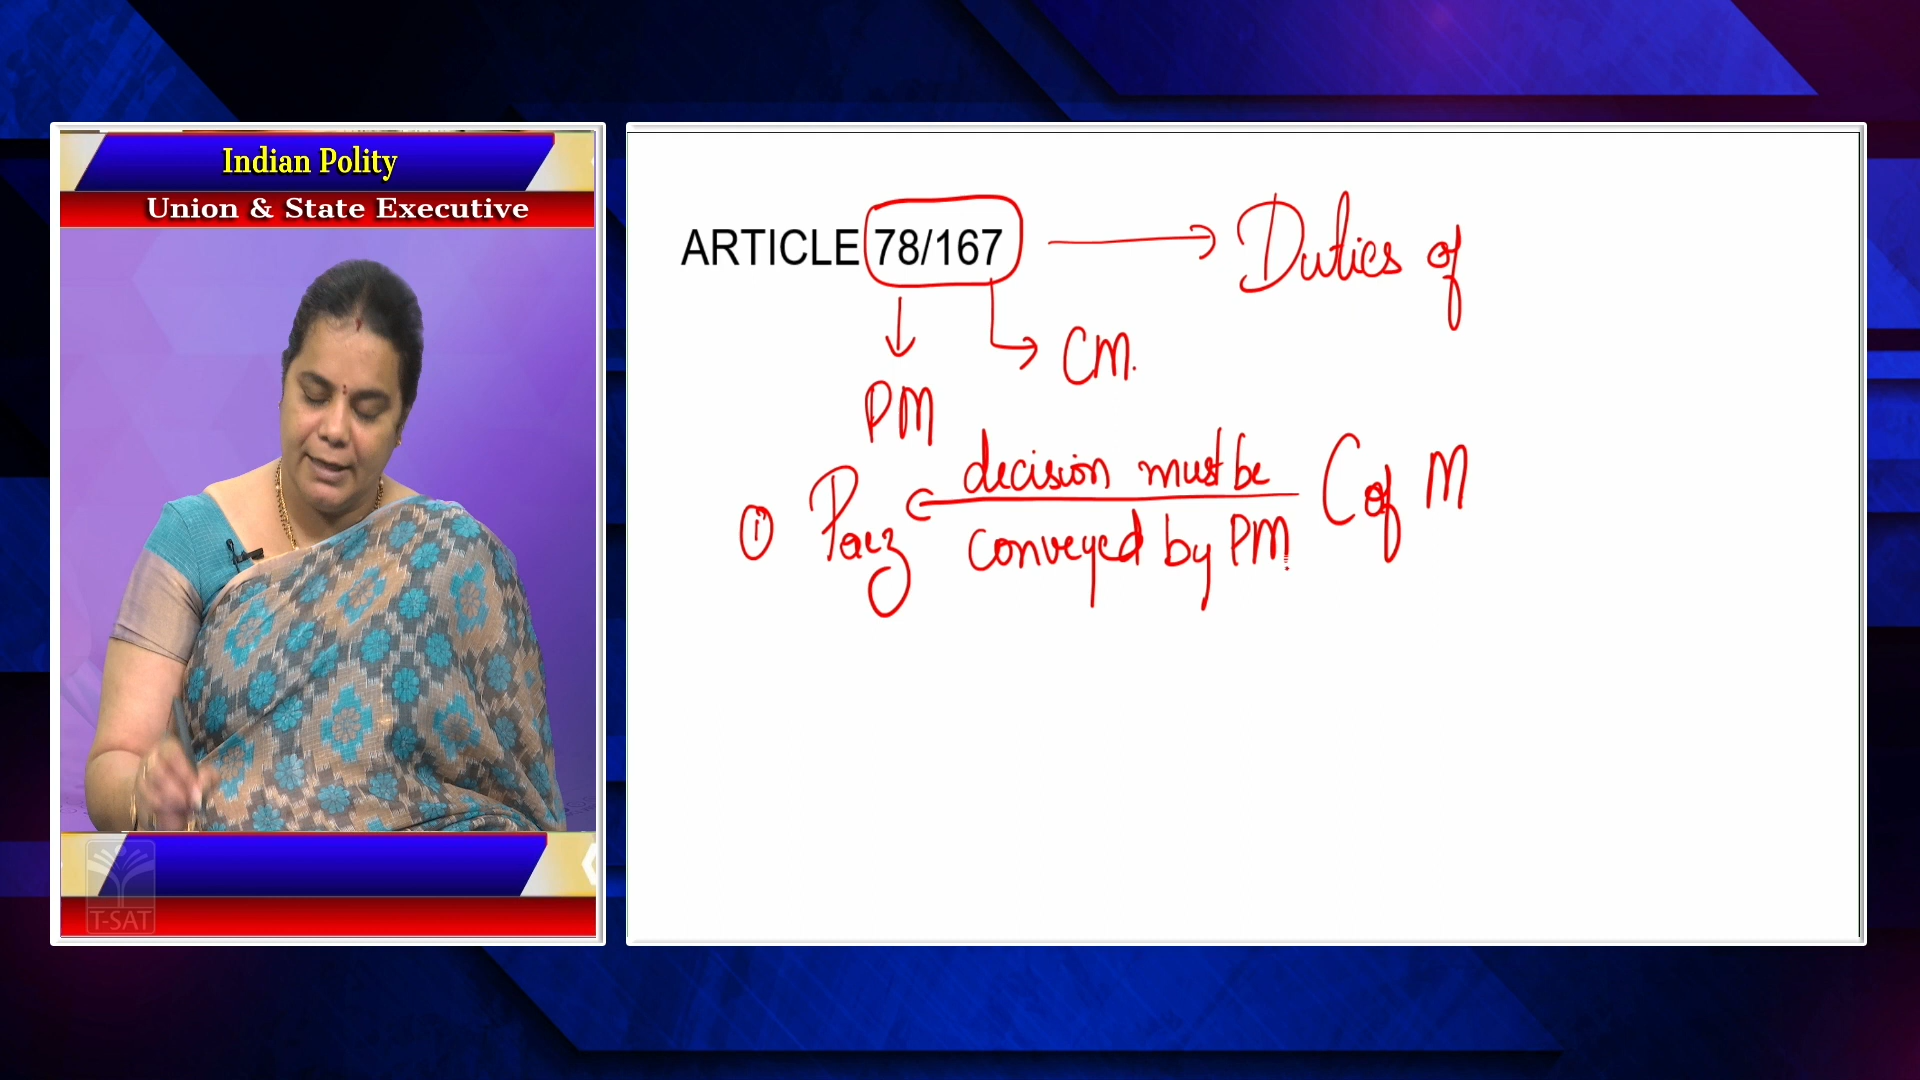 Indian Polity
Union & State Executive
T-SAT
ARTICLE 78/167 → Duties of
CM.
PM
① ← decision must be C of M
conveyed by PM